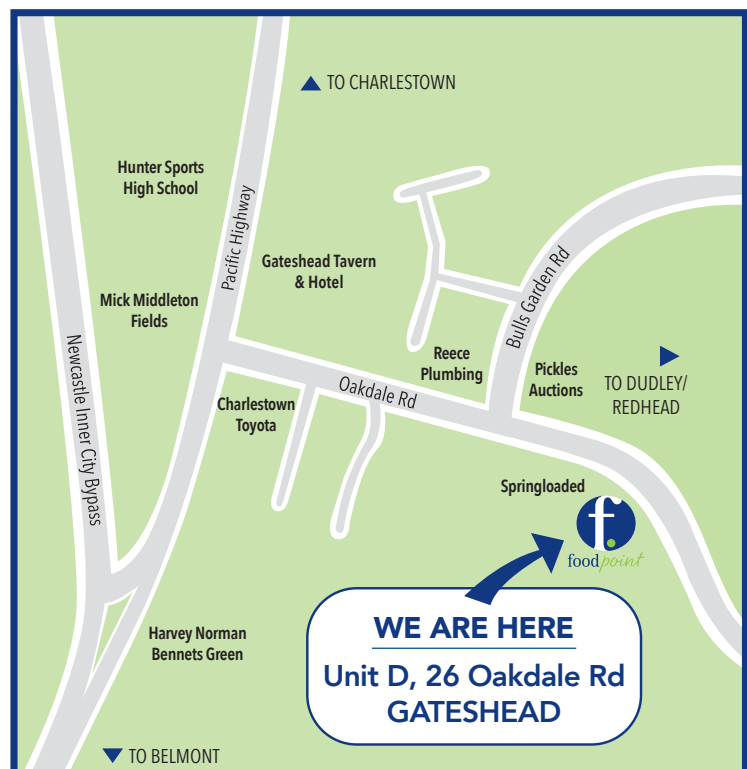 TO CHARLESTOWN
Hunter Sports
High School
Pacific Highway
Gateshead Tavern
& Hotel
Bulls Garden Rd
Mick Middleton
Fields
Newcastle Inner City Bypass
Reece
Plumbing
Pickles
Auctions
TO DUDLEY/
REDHEAD
Oakdale Rd
Charlestown
Toyota
Springloaded
f.
foodpoint
WE ARE HERE
Unit D, 26 Oakdale Rd
GATESHEAD
Harvey Norman
Bennets Green
TO BELMONT